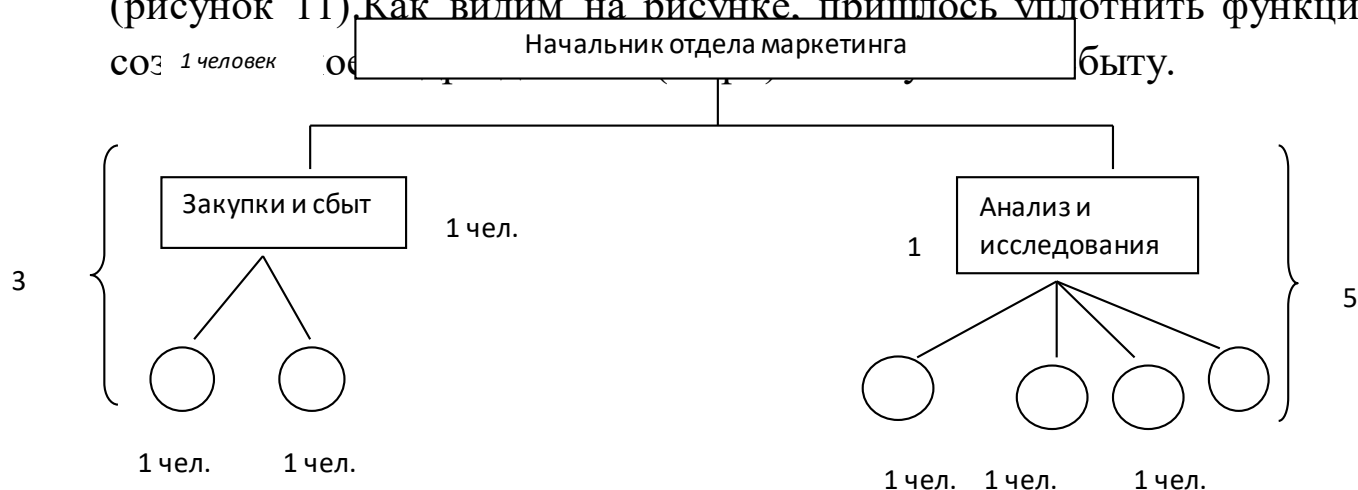 (рисунок 11).Как видим на рисунке, пришлось уплотнить функци
Начальник отдела маркетинга
1 человек
быту.
Закупки и сбыт
1 чел.
Анализ и
исследования
1
3
5
1 чел. 1 чел.
1 чел. 1 чел. 1 чел.